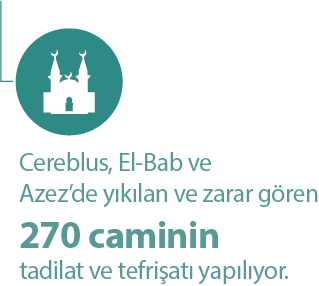 Cereblus, El-Bab ve
Azez’de yıkılan ve zarar gören
270 caminin
tadilat ve tefrişatı yapılıyor.